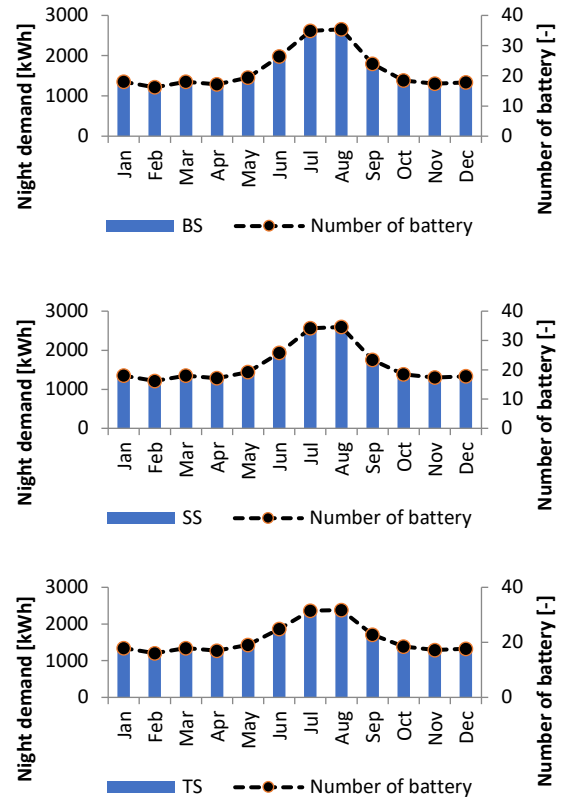 Night demand [kWh]
3000
2000
1000
0
40
30
20
10
0
Number of battery [-]
Jan Feb Mar Apr May Jun Jul Aug Sep Oct Nov Dec
BS Number of battery
Night demand [kWh]
3000
2000
1000
0
40
30
20
10
0
Number of battery [-]
Jan Feb Mar Apr May Jun Jul Aug Sep Oct Nov Dec
SS Number of battery
Night demand [kWh]
3000
2000
1000
0
40
20
0
Number of battery [-]
Jan Feb Mar Apr May Jun Jul Aug Sep Oct Nov Dec
TS Number of battery